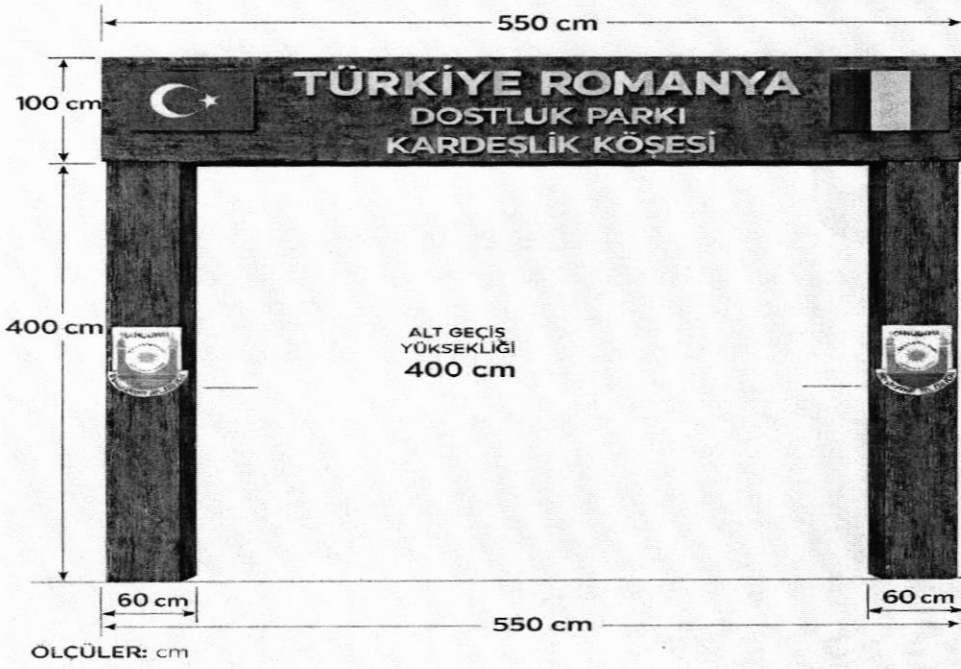 550 cm
100 cm
TÜRKİYE ROMANYA
DOSTLUK PARKI
KARDEŞLİK KÖŞESİ
400 cm
ALT GEÇİŞ
YÜKSEKLİĞİ
400 cm
60 cm
60 cm
550 cm
ÖLÇÜLER: cm